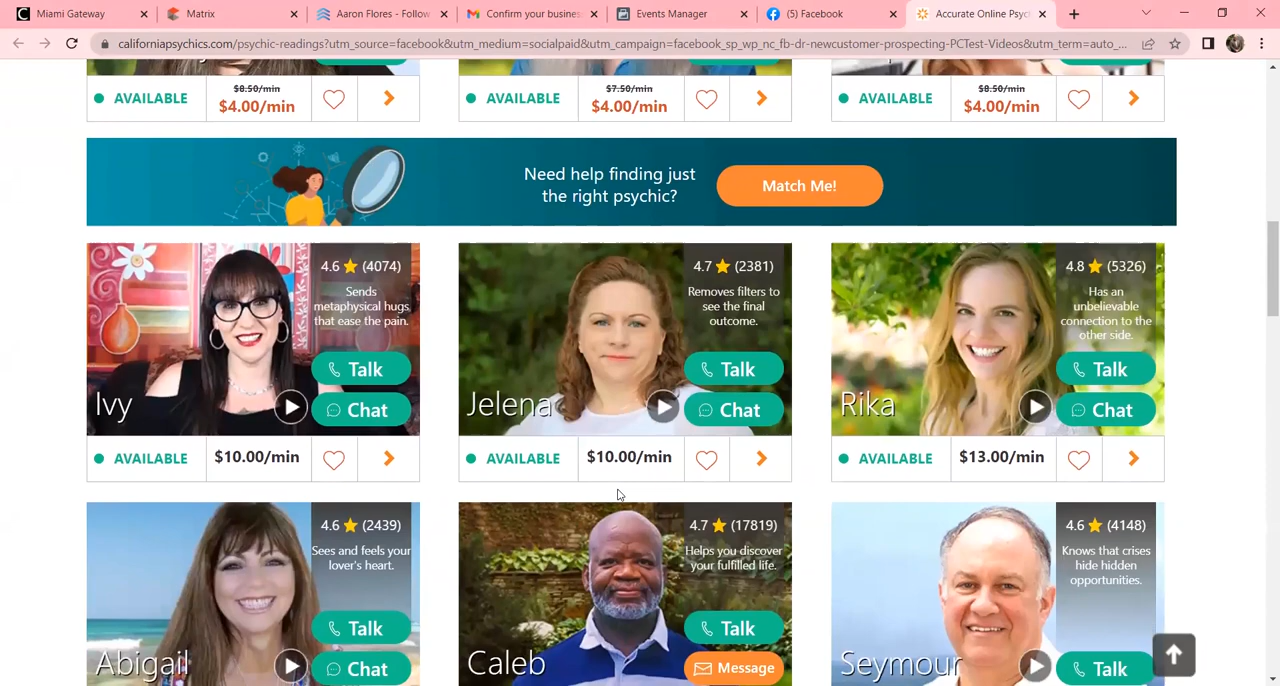 Miami Gateway
Matrix
Aaron Flores - Follow
Confirm your busines
Events Manager
(5) Facebook
Accurate Online Psyc
californiapsychics.com/psychic-readings?utm_source=facebook&utm_medium=socialpaid&utm_campaign=facebook_sp_wp_nc_fb-dr-newcustomer-prospecting-PCTest-Videos&utm_term=auto_...
AVAILABLE
$8.50/min
$4.00/min
AVAILABLE
$7.50/min
$4.00/min
AVAILABLE
$8.50/min
$4.00/min
Need help finding just
the right psychic?
Match Me!
4.6 (4074)
Sends
metaphysical hugs
that ease the pain.
Talk
Chat
Ivy
AVAILABLE
$10.00/min
4.7 (2381)
Removes filters to
see the final
outcome.
Talk
Chat
Jelena
AVAILABLE
$10.00/min
4.8 (5326)
Has an
unbelievable
connection to the
other side.
Talk
Chat
Rika
AVAILABLE
$13.00/min
4.6 (2439)
Sees and feels your
lover's heart.
Talk
Chat
Abigail
4.7 (17819)
Helps you discover
your fulfilled life.
Talk
Message
Caleb
4.6 (4148)
Knows that crises
hide hidden
opportunities.
Talk
Seymour